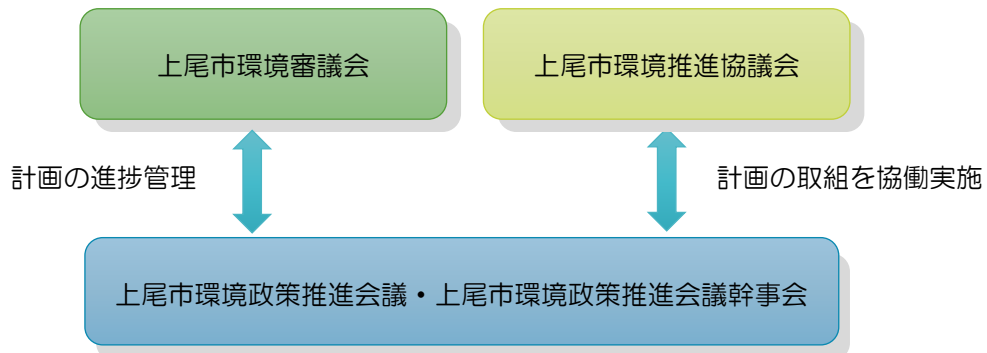 上尾市環境審議会
上尾市環境推進協議会
計画の進捗管理
計画の取組を協働実施
上尾市環境政策推進会議・上尾市環境政策推進会議幹事会